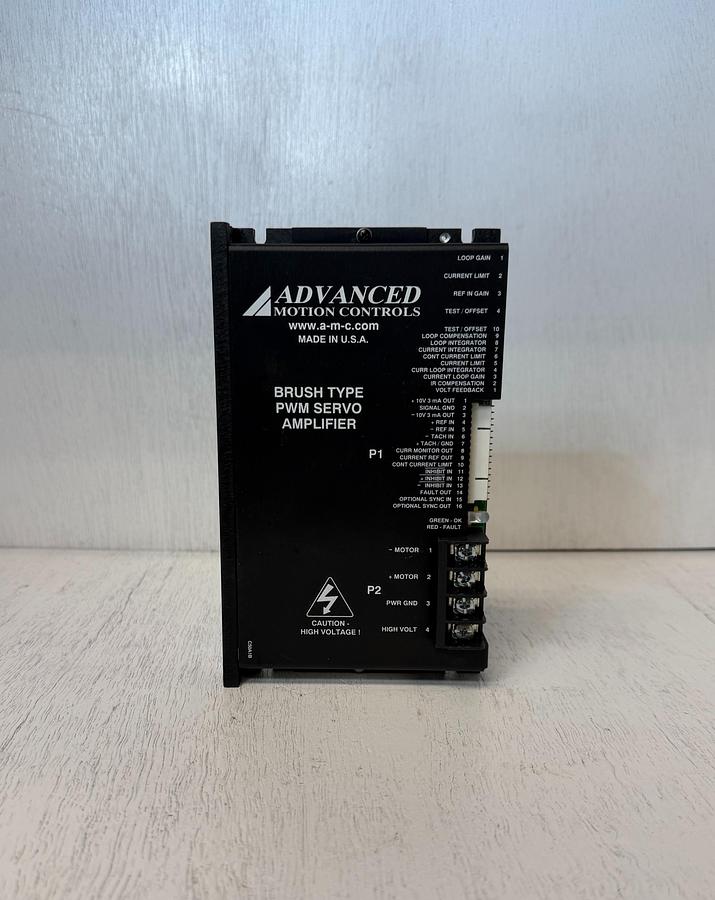 ADVANCED
MOTION CONTROLS
www.a-m-c.com
MADE IN U.S.A.
BRUSH TYPE
PWM SERVO
AMPLIFIER
LOOP GAIN 1
CURRENT LIMIT 2
REF IN GAIN 3
TEST / OFFSET 4
TEST / OFFSET 10
LOOP COMPENSATION 9
LOOP INTEGRATOR 8
CURRENT INTEGRATOR 7
CONT CURRENT LIMIT 6
CURRENT LIMIT 5
CURR LOOP INTEGRATOR 4
CURRENT LOOP GAIN 3
IR COMPENSATION 2
VOLT FEEDBACK 1
P1
+ 10V 3 mA OUT 1
SIGNAL GND 2
- 10V 3 mA OUT 3
+ REF IN 4
- REF IN 5
- TACH IN 6
+ TACH / GND 7
CURR MONITOR OUT 8
CURRENT REF OUT 9
CONT CURRENT LIMIT 10
INHIBIT IN 11
+ INHIBIT IN 12
- INHIBIT IN 13
FAULT OUT 14
OPTIONAL SYNC IN 15
OPTIONAL SYNC OUT 16
GREEN - OK
RED - FAULT
P2
- MOTOR 1
+ MOTOR 2
PWR GND 3
HIGH VOLT 4
CAUTION -
HIGH VOLTAGE !